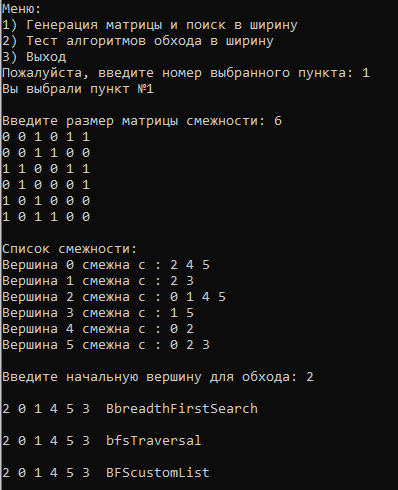 Меню:
1) Генерация матрицы и поиск в ширину
2) Тест алгоритмов обхода в ширину
3) Выход
Пожалуйста, введите номер выбранного пункта: 1
Вы выбрали пункт №1
Введите размер матрицы смежности: 6
0 0 1 0 1 1
0 0 1 1 0 0
1 1 0 0 1 1
0 1 0 0 0 1
1 0 1 0 0 0
1 0 1 1 0 0
Список смежности:
Вершина 0 смежна с : 2 4 5
Вершина 1 смежна с : 2 3
Вершина 2 смежна с : 0 1 4 5
Вершина 3 смежна с : 1 5
Вершина 4 смежна с : 0 2
Вершина 5 смежна с : 0 2 3
Введите начальную вершину для обхода: 2
2 0 1 4 5 3  BbreadthFirstSearch
2 0 1 4 5 3  bfsTraversal
2 0 1 4 5 3  BFScustomList